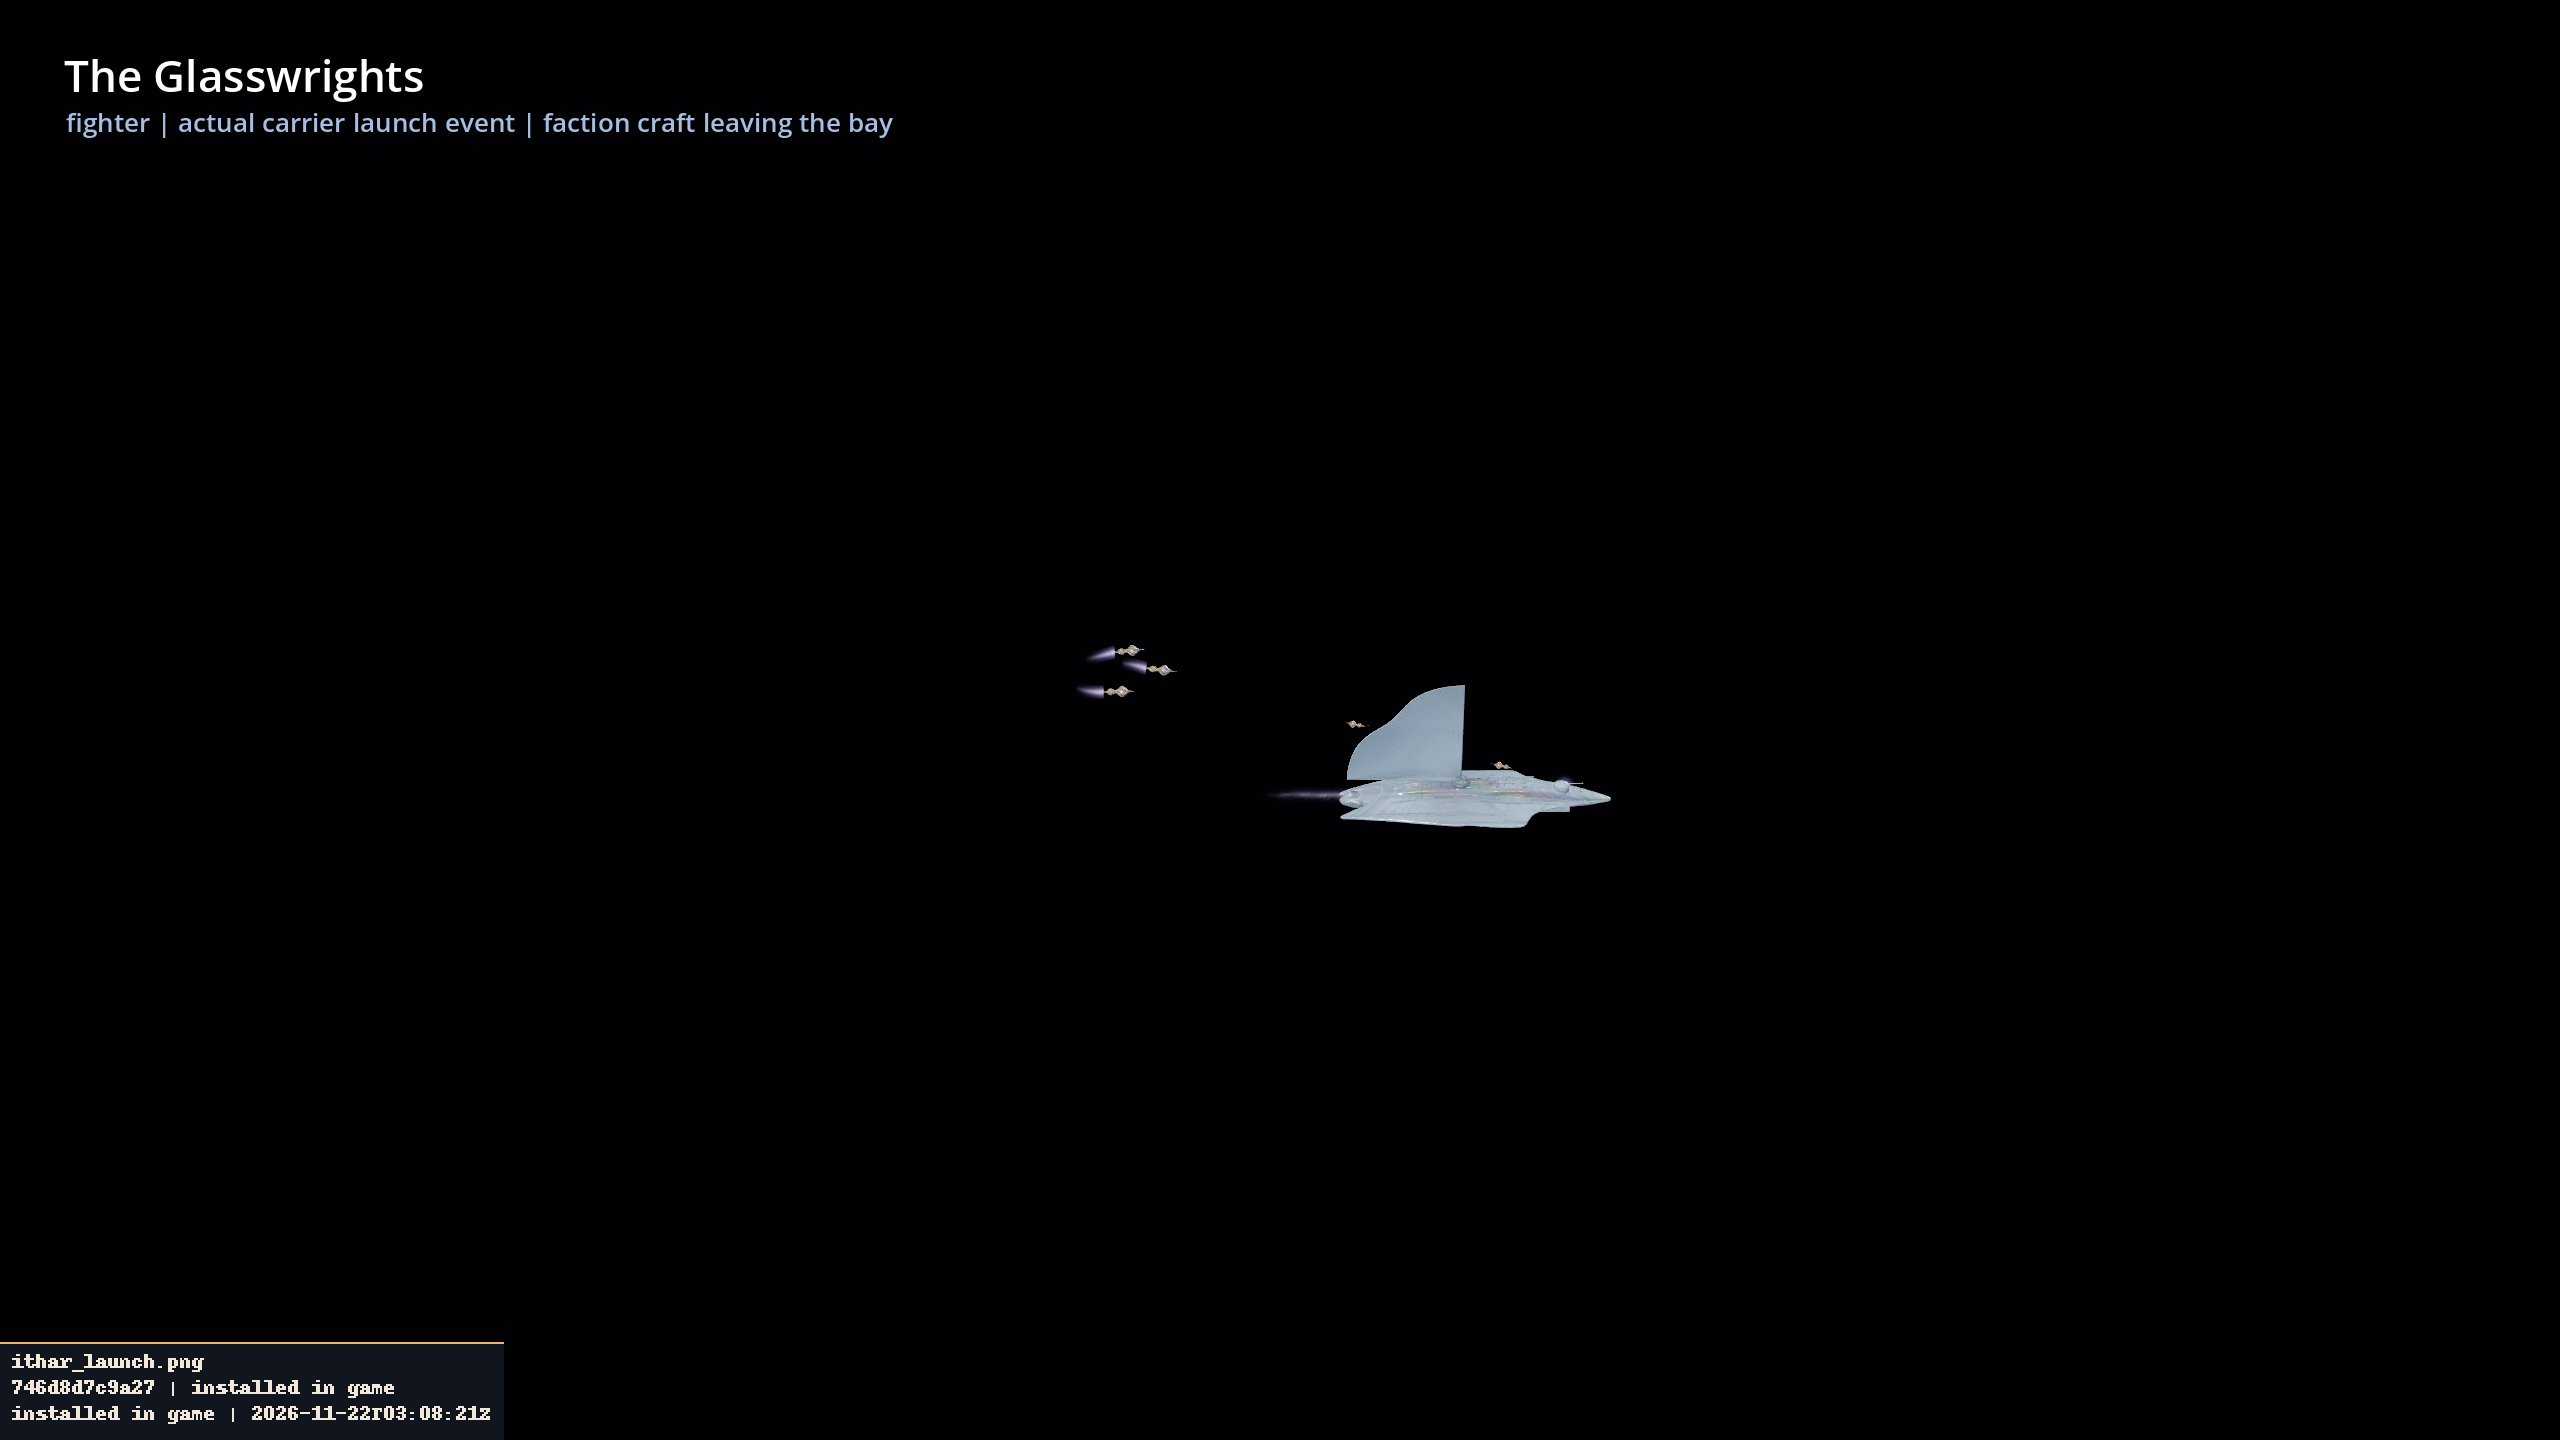 The Glasswrights
fighter | actual carrier launch event | faction craft leaving the bay
ithar_launch.png
746d8d7c9a27 | installed in game
installed in game | 2026-11-22T03:08:21z